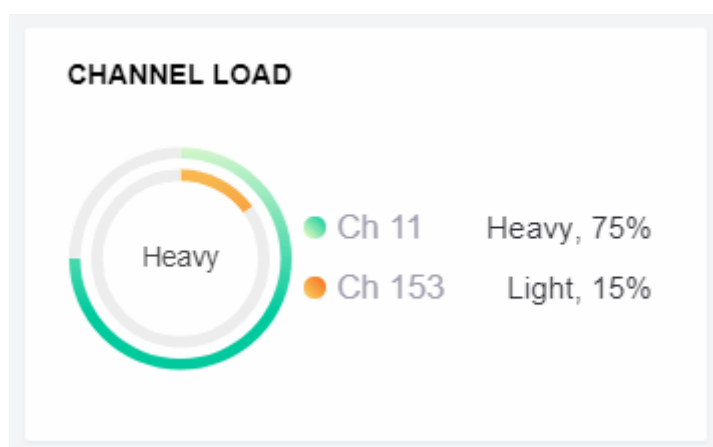 CHANNEL LOAD
Heavy
Ch 11 Heavy, 75%
Ch 153 Light, 15%